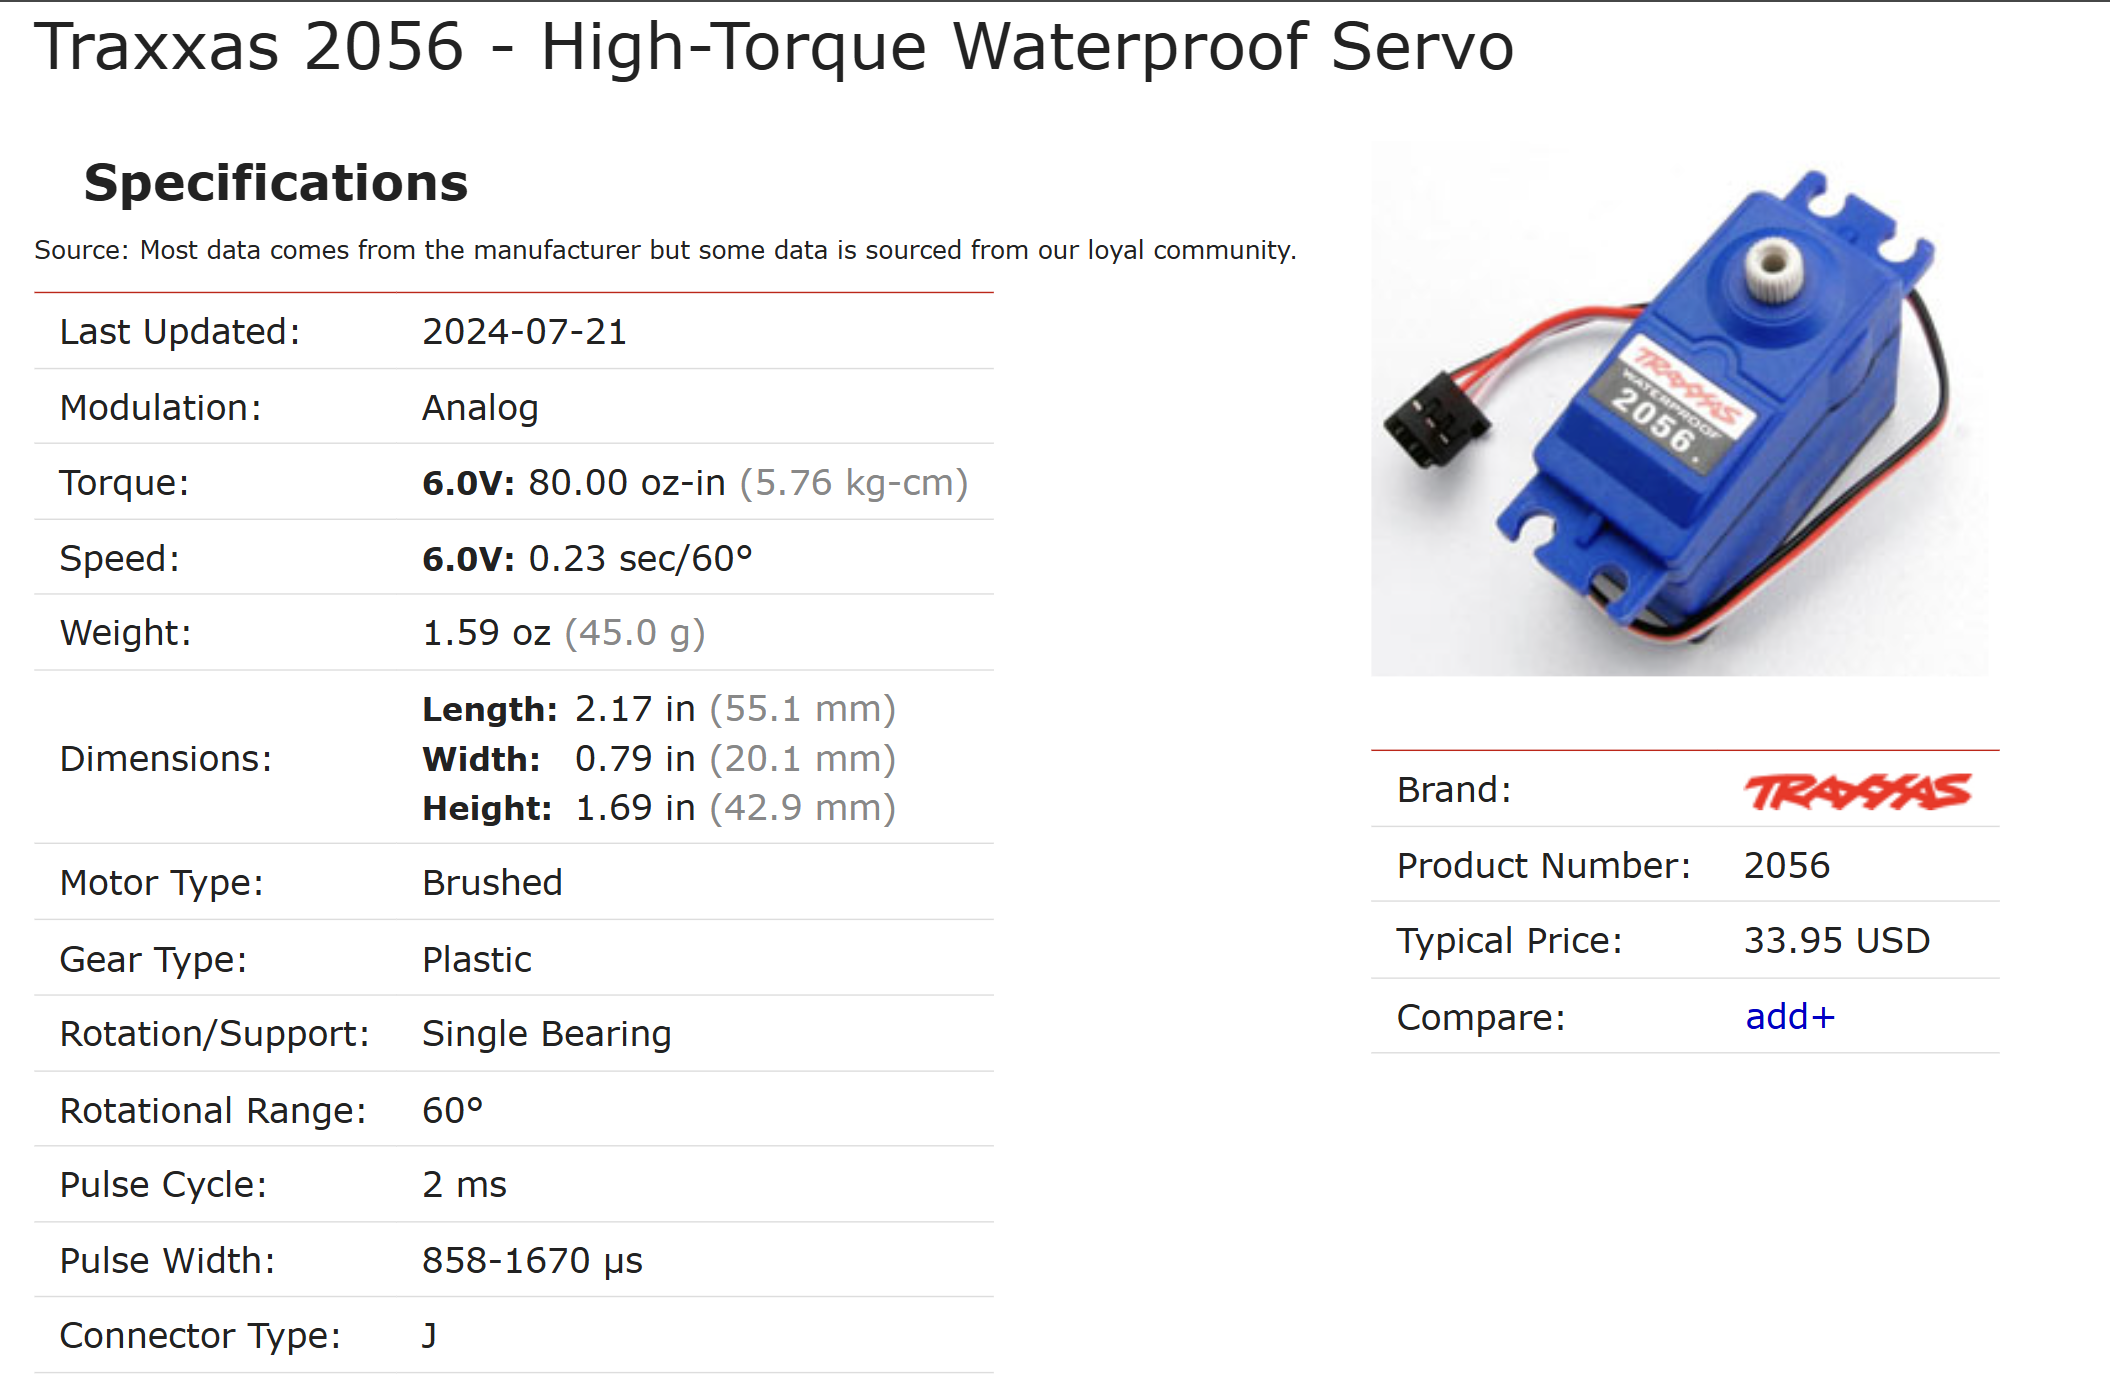 Traxxas 2056 - High-Torque Waterproof Servo
Specifications
Source: Most data comes from the manufacturer but some data is sourced from our loyal community.
Last Updated: 2024-07-21
Modulation: Analog
Torque: 6.0V: 80.00 oz-in (5.76 kg-cm)
Speed: 6.0V: 0.23 sec/60°
Weight: 1.59 oz (45.0 g)
Dimensions:
Length: 2.17 in (55.1 mm)
Width: 0.79 in (20.1 mm)
Height: 1.69 in (42.9 mm)
Motor Type: Brushed
Gear Type: Plastic
Rotation/Support: Single Bearing
Rotational Range: 60°
Pulse Cycle: 2 ms
Pulse Width: 858-1670 µs
Connector Type: J
TRAXXAS
WATERPROOF
2056
Brand: TRAXXAS
Product Number: 2056
Typical Price: 33.95 USD
Compare: add+